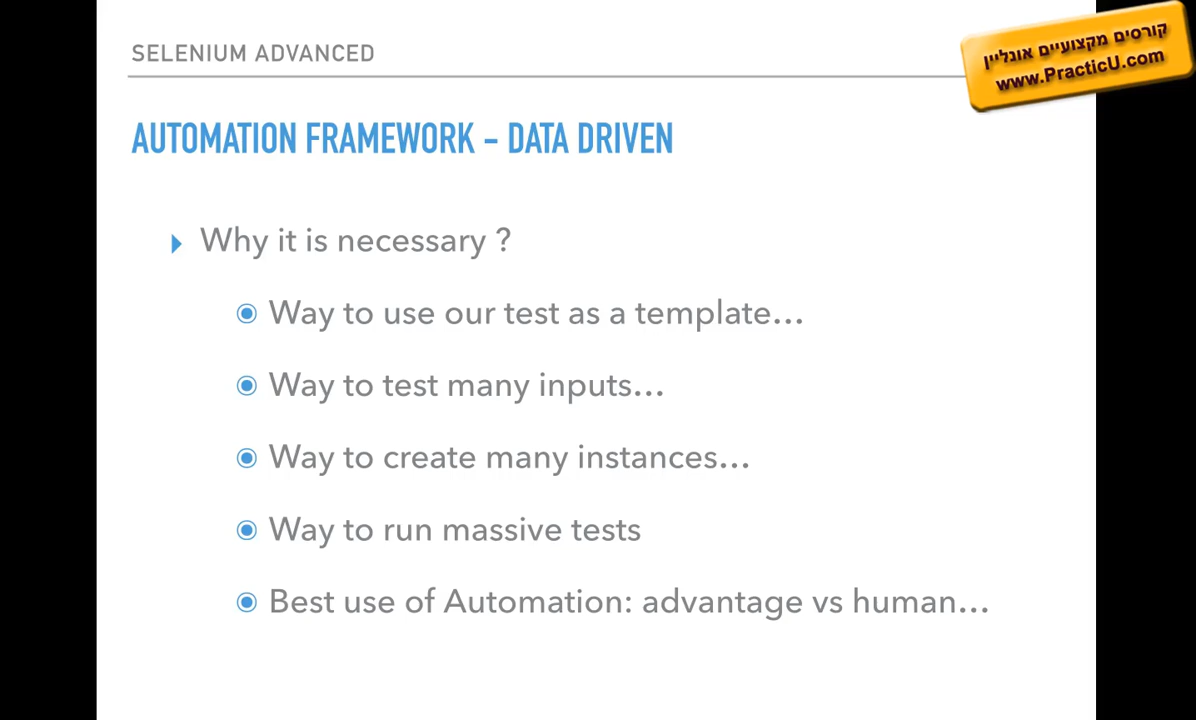 SELENIUM ADVANCED
קורסים מקצועיים אונליין
www.PracticU.com
AUTOMATION FRAMEWORK - DATA DRIVEN
Why it is necessary ?
Way to use our test as a template...
Way to test many inputs...
Way to create many instances...
Way to run massive tests
Best use of Automation: advantage vs human...